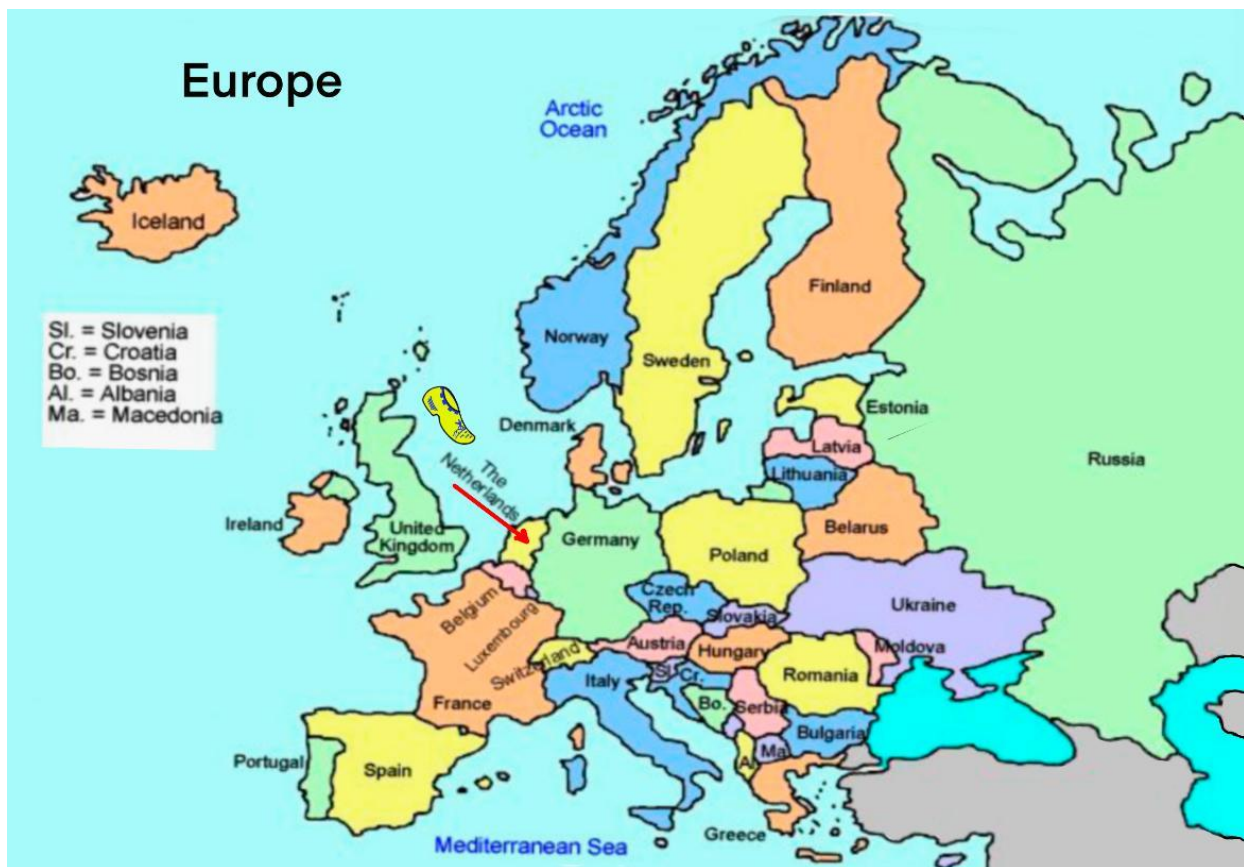 Europe
Arctic
Ocean
Iceland
Sl. = Slovenia
Cr. = Croatia
Bo. = Bosnia
Al. = Albania
Ma. = Macedonia
Norway
Sweden
Finland
Denmark
Estonia
Latvia
Lithuania
Russia
The
Netherlands
Ireland
United
Kingdom
Germany
Poland
Belarus
Belgium
Luxembourg
Czech
Rep.
Slovakia
Ukraine
Switzerland
Austria
Hungary
Moldova
France
Italy
Sl.
Cr.
Romania
Bo.
Serbia
Bulgaria
Portugal
Spain
Al
Ma
Greece
Mediterranean Sea